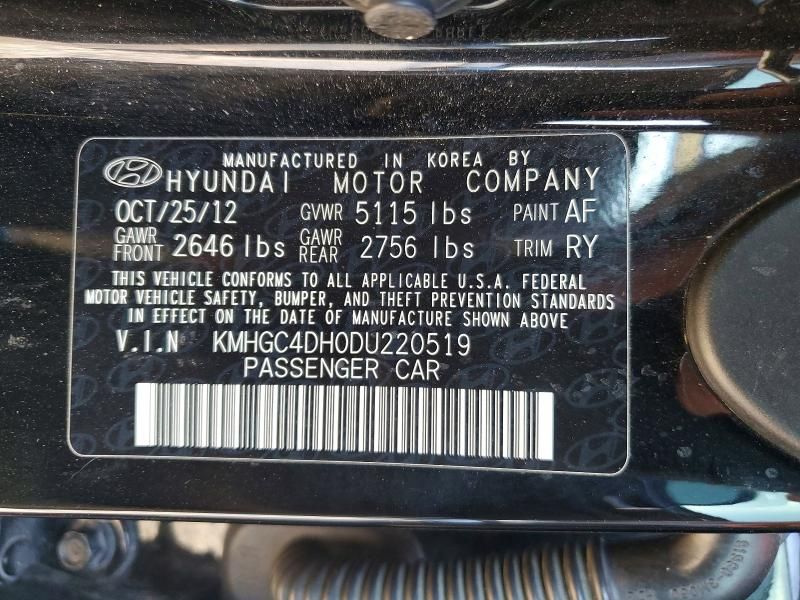 MANUFACTURED IN KOREA BY
HYUNDAI MOTOR COMPANY
OCT/25/12 GVWR 5115 lbs PAINT AF
GAWR FRONT 2646 lbs GAWR REAR 2756 lbs TRIM RY
THIS VEHICLE CONFORMS TO ALL APPLICABLE U.S.A. FEDERAL
MOTOR VEHICLE SAFETY, BUMPER, AND THEFT PREVENTION STANDARDS
IN EFFECT ON THE DATE OF MANUFACTURE SHOWN ABOVE
V.I.N KMHGC4DH0DU220519
PASSENGER CAR